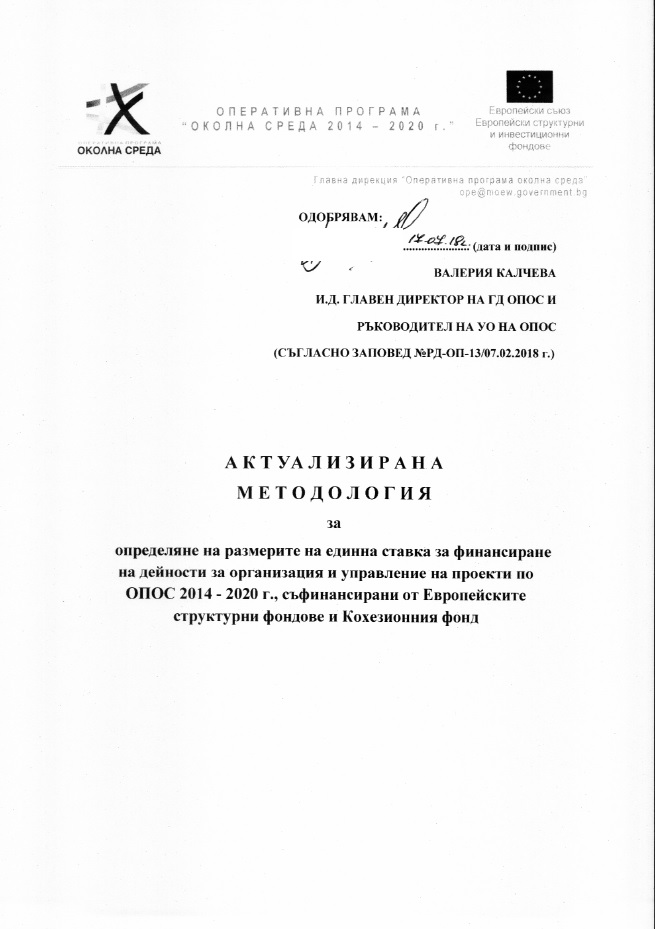 ОПЕРАТИВНА ПРОГРАМА
ОКОЛНА СРЕДА
ОПЕРАТИВНА ПРОГРАМА
“ОКОЛНА СРЕДА 2014 – 2020 г.”
Европейски съюз
Европейски структурни
и инвестиционни
фондове
Главна дирекция “Оперативна програма околна среда”
ope@moew.government.bg
ОДОБРЯВАМ:
17.07.18г. (дата и подпис)
ВАЛЕРИЯ КАЛЧЕВА
И.Д. ГЛАВЕН ДИРЕКТОР НА ГД ОПОС И
РЪКОВОДИТЕЛ НА УО НА ОПОС
(СЪГЛАСНО ЗАПОВЕД №РД-ОП-13/07.02.2018 г.)
А К Т У А Л И З И Р А Н А
М Е Т О Д О Л О Г И Я
за
определяне на размерите на единна ставка за финансиране
на дейности за организация и управление на проекти по
ОПОС 2014 - 2020 г., съфинансирани от Европейските
структурни фондове и Кохезионния фонд